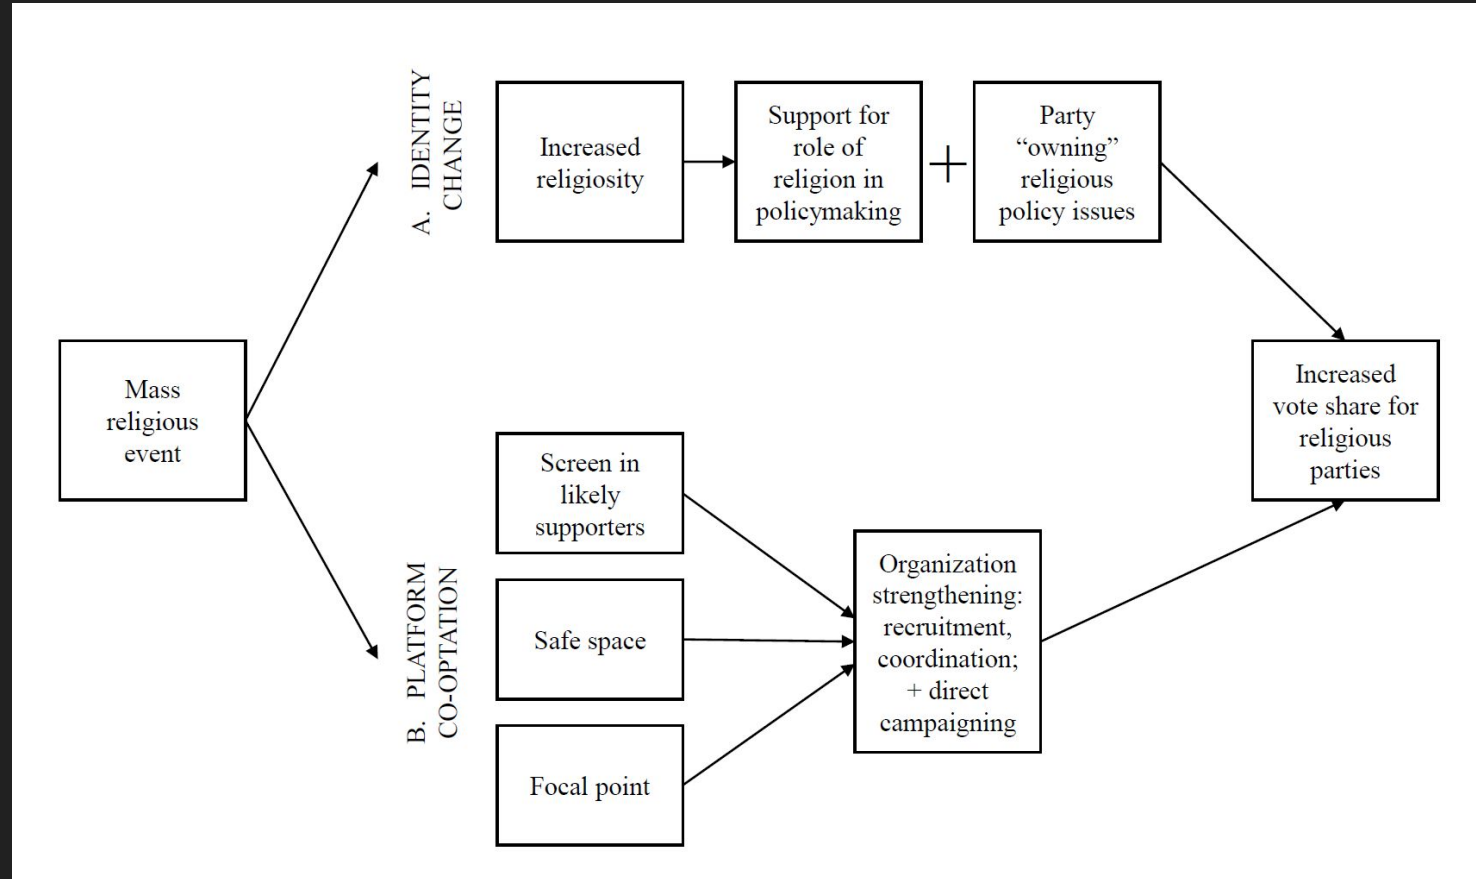 Mass
religious
event
A. IDENTITY
CHANGE
Increased
religiosity
Support for
role of
religion in
policymaking
+
Party
“owning”
religious
policy issues
B. PLATFORM
CO-OPTATION
Screen in
likely
supporters
Safe space
Focal point
Organization
strengthening:
recruitment,
coordination;
+ direct
campaigning
Increased
vote share for
religious
parties